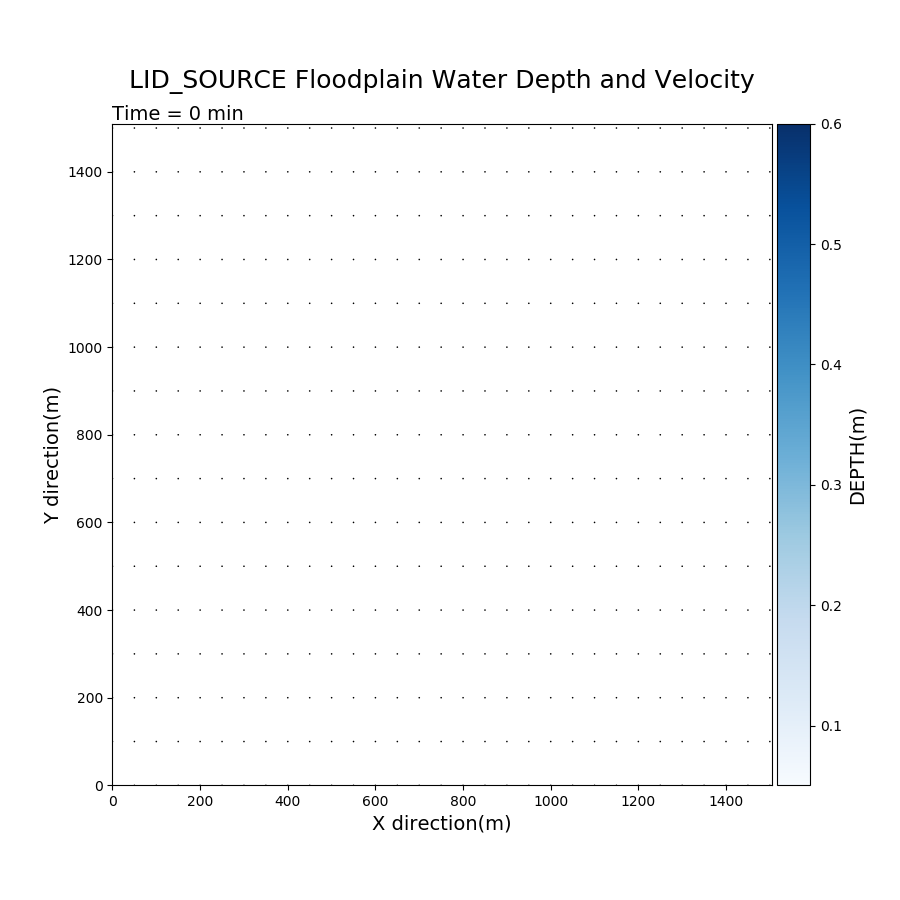 LID_SOURCE Floodplain Water Depth and Velocity
Time = 0 min
1400
1200
1000
800
600
400
200
0
Y direction(m)
0 200 400 600 800 1000 1200 1400
X direction(m)
0.6
0.5
0.4
0.3
0.2
0.1
DEPTH(m)